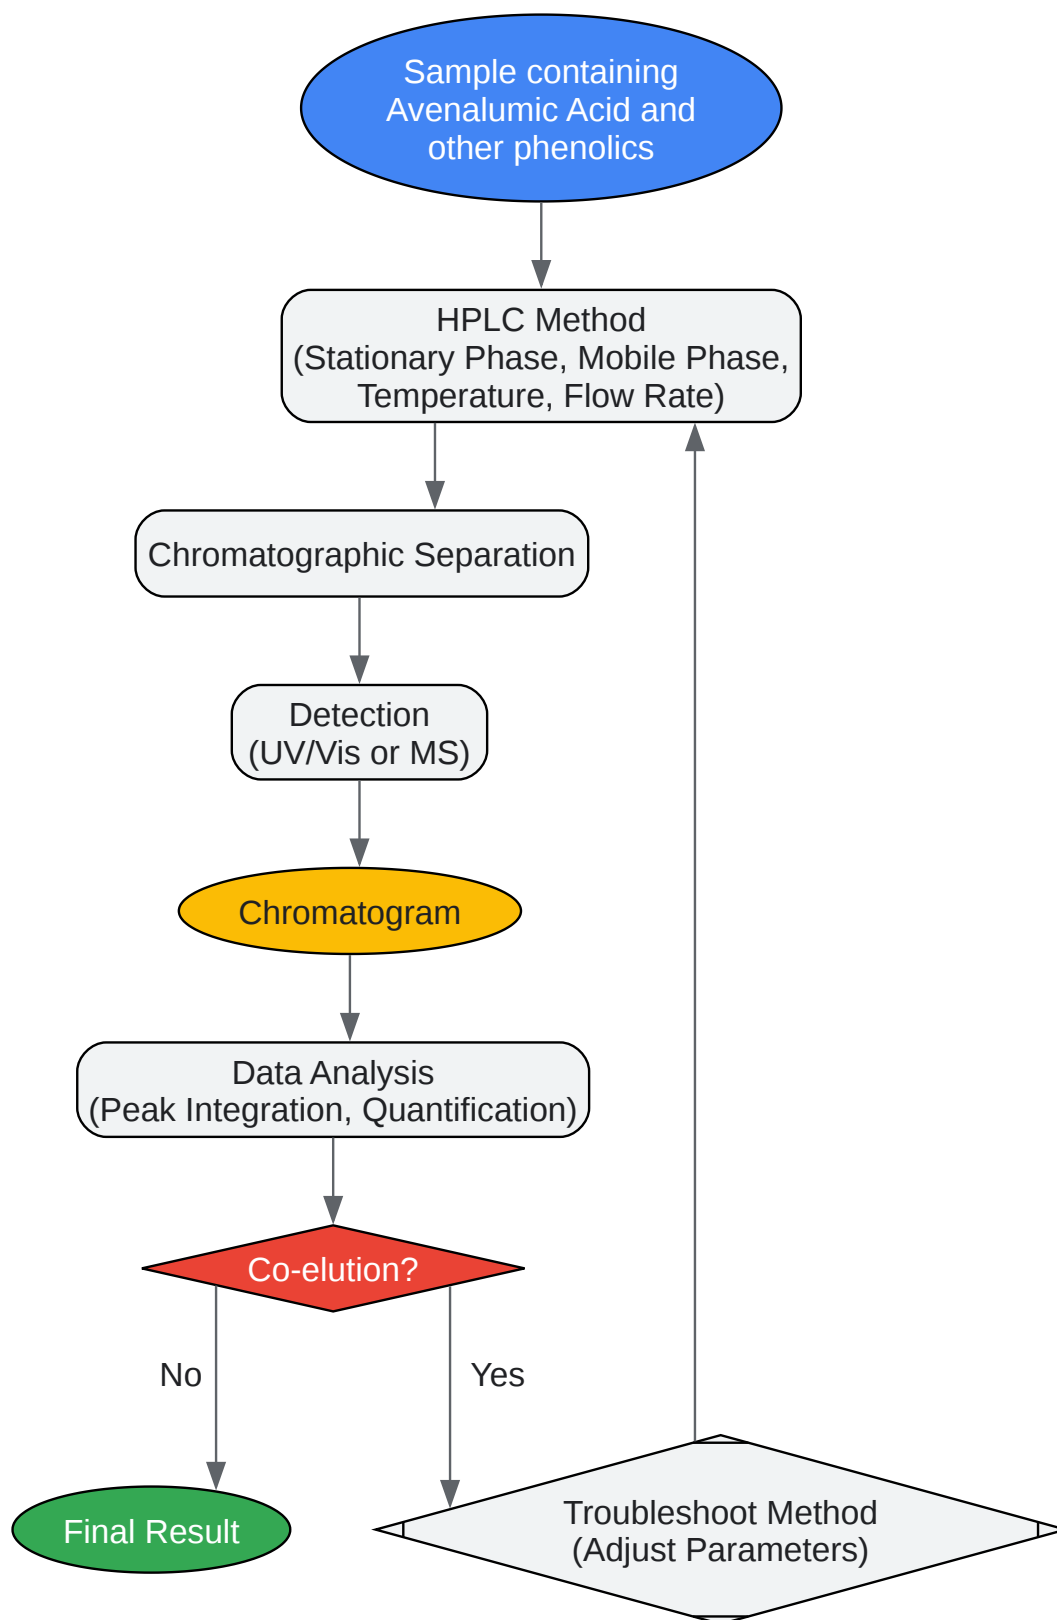 Sample containing
Avenalumic Acid and
other phenolics
HPLC Method
(Stationary Phase, Mobile Phase,
Temperature, Flow Rate)
Chromatographic Separation
Detection
(UV/Vis or MS)
Chromatogram
Data Analysis
(Peak Integration, Quantification)
Co-elution?
No
Yes
Final Result
Troubleshoot Method
(Adjust Parameters)